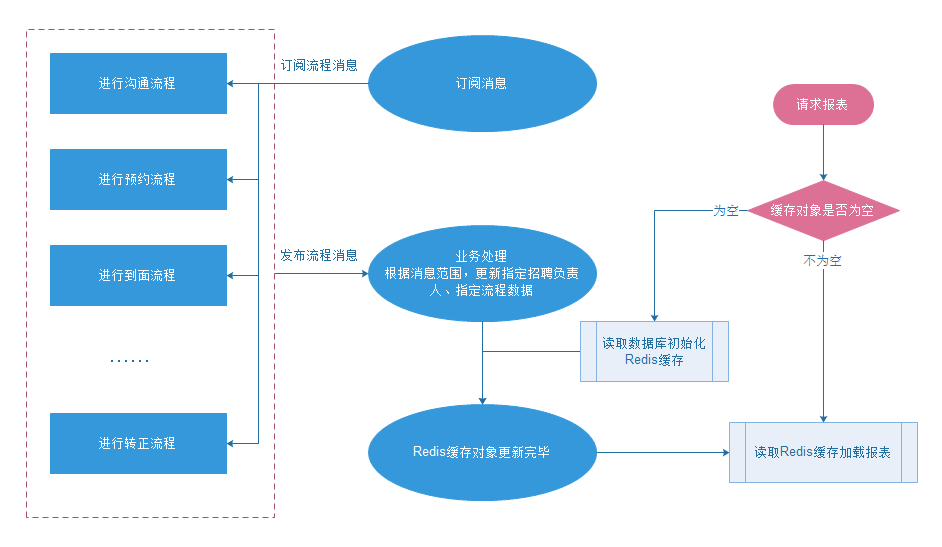 订阅流程消息
订阅消息
进行沟通流程
请求报表
进行预约流程
为空
缓存对象是否为空
发布流程消息
业务处理
根据消息范围，更新指定招聘负责
人、指定流程数据
不为空
进行到面流程
读取数据库初始化
Redis缓存
······
进行转正流程
Redis缓存对象更新完毕
读取Redis缓存加载报表